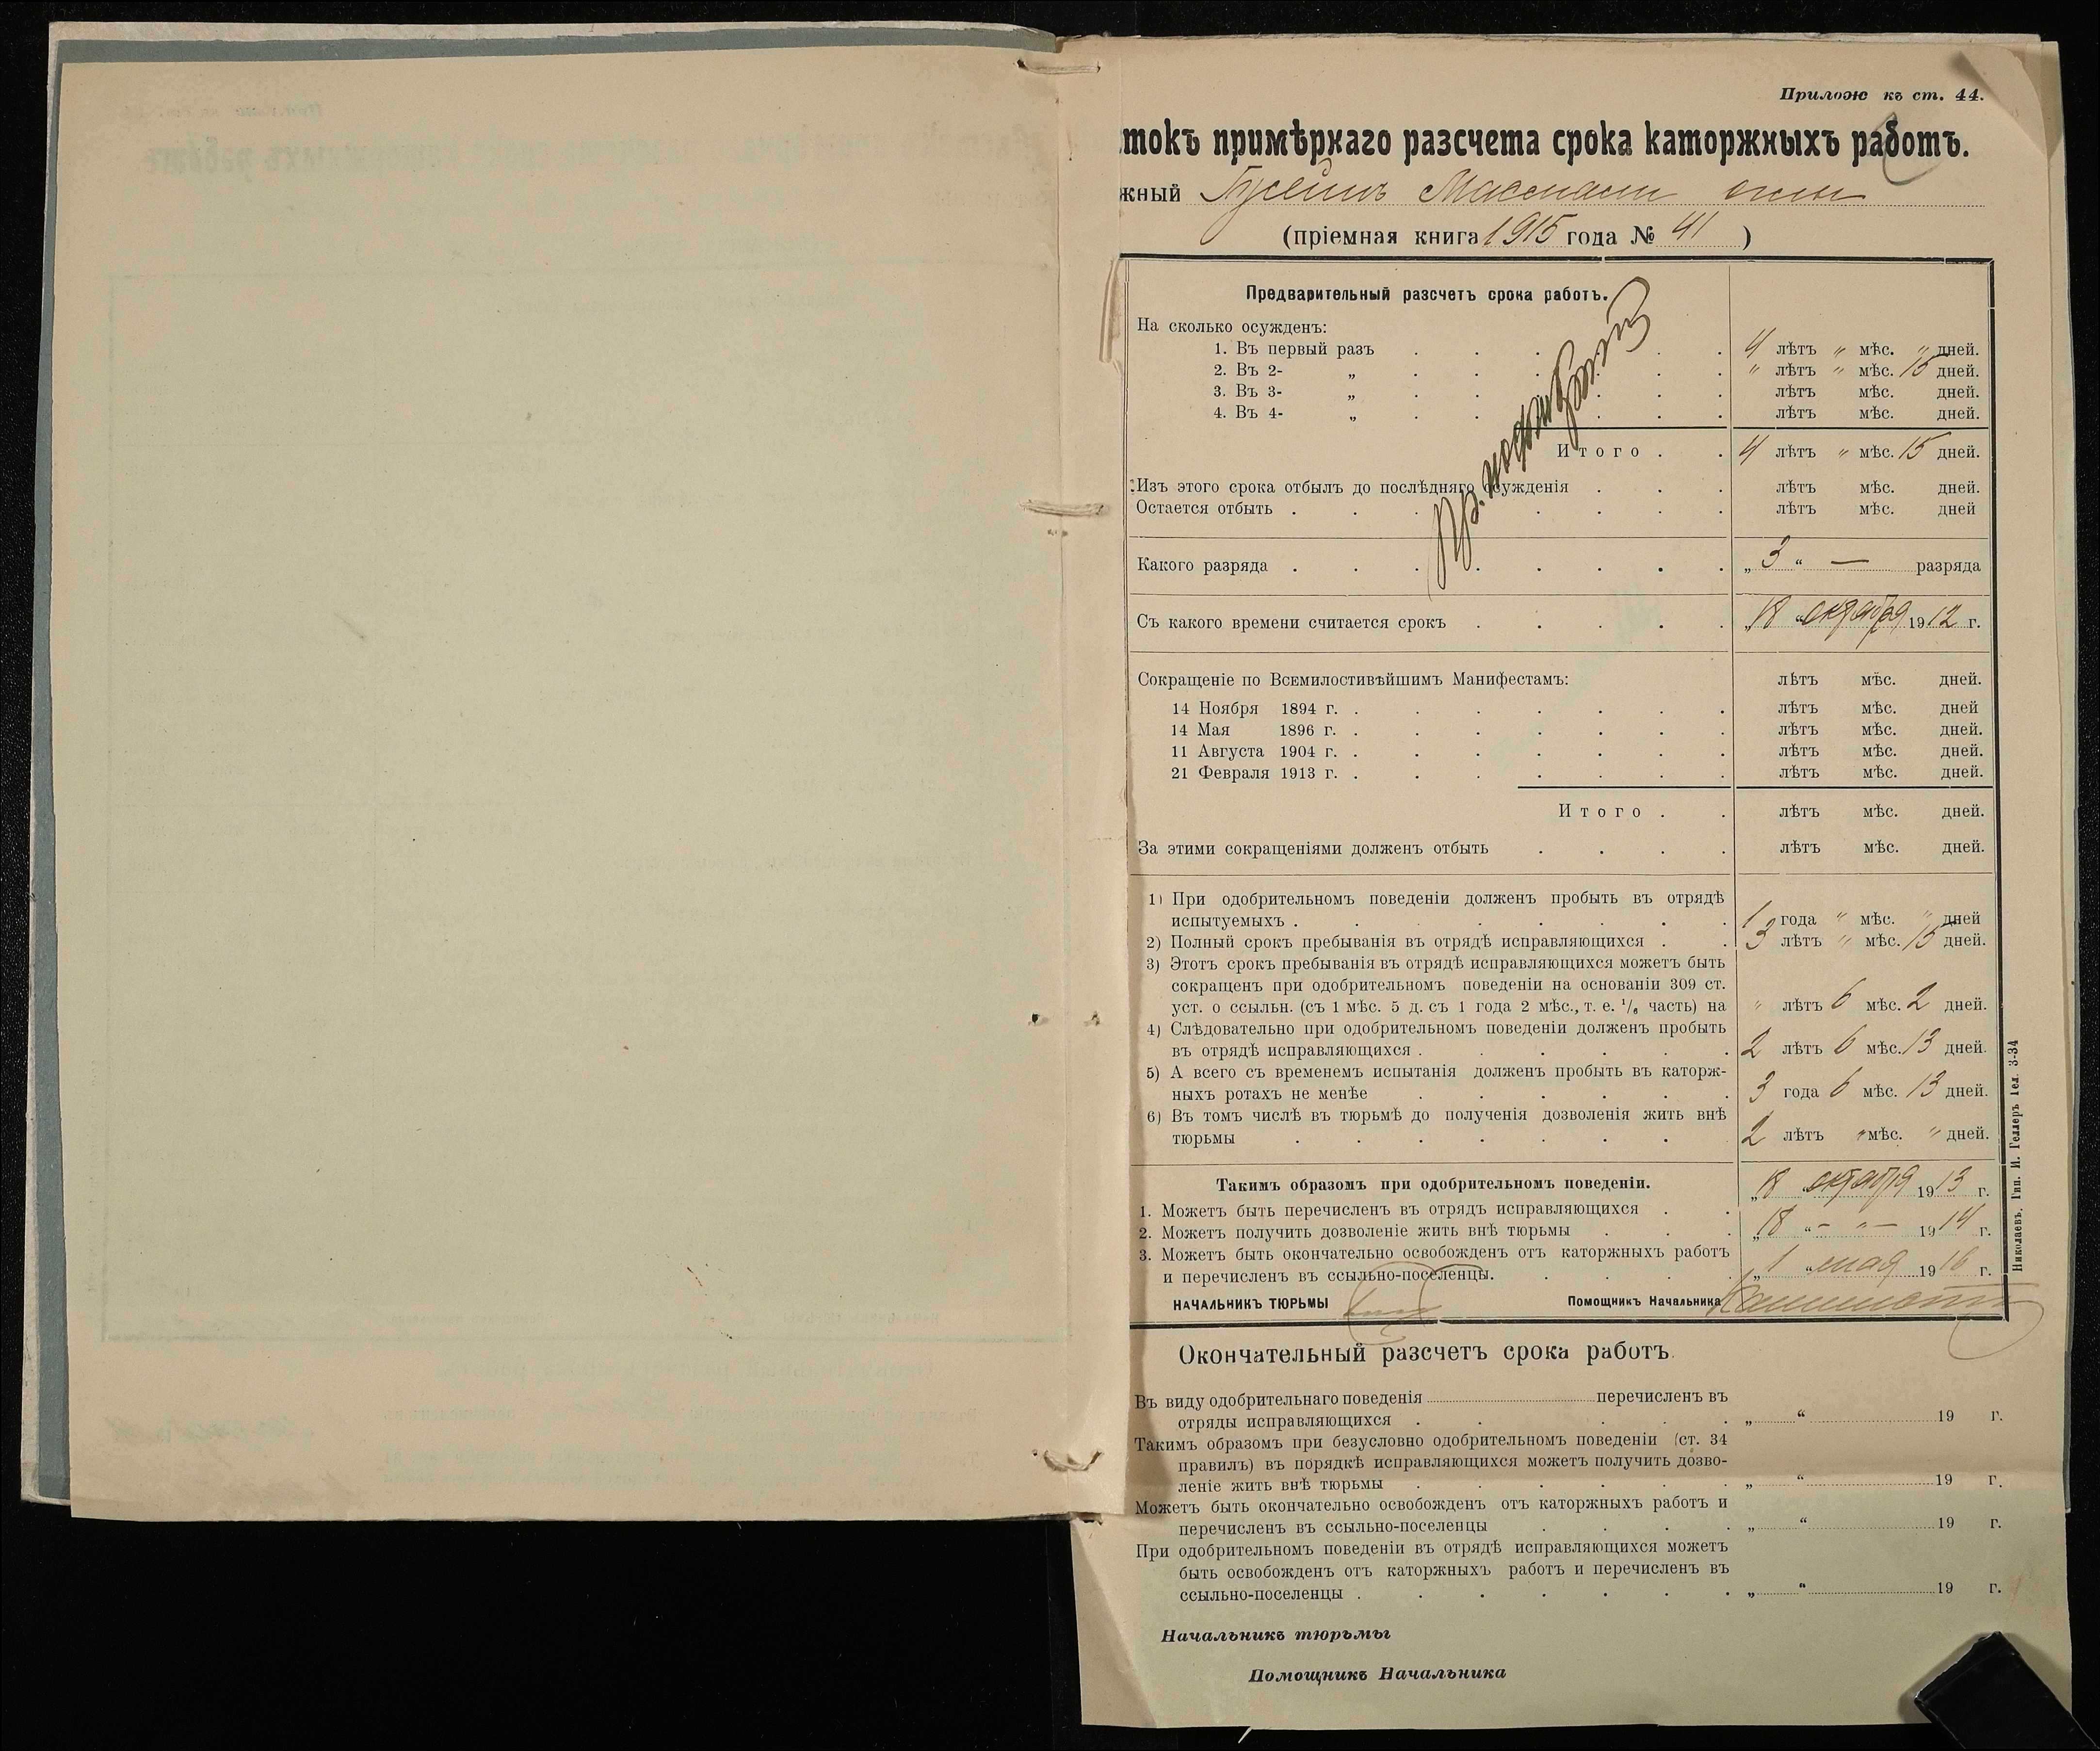 Прилож къ ст. 44.
токъ примѣрнаго разсчета срока каторжныхъ работъ.
жный Гусейнъ оглы
(пріемная книга 1915 года № 41 )
Предварительный разсчетъ срока работъ.
На сколько осужденъ:
1. Въ первый разъ 4 лѣтъ „ мѣс. „ дней.
2. Въ 2- „ „ лѣтъ „ мѣс. 15 дней.
3. Въ 3- „ лѣтъ мѣс. дней.
4. Въ 4- „ лѣтъ мѣс. дней.
Итого . . 4 лѣтъ „ мѣс. 15 дней.
Изъ этого срока отбылъ до послѣдняго осужденія . . . лѣтъ мѣс. дней.
Остается отбыть . . . лѣтъ мѣс. дней
Какого разряда . . . „ 3 “ — разряда
Съ какого времени считается срокъ . . . „ 18 “ октября 1912 г.
Сокращеніе по Всемилостивѣйшимъ Манифестамъ: лѣтъ мѣс. дней.
14 Ноября 1894 г. . . . лѣтъ мѣс. дней
14 Мая 1896 г. . . . лѣтъ мѣс. дней.
11 Августа 1904 г. . . . лѣтъ мѣс. дней.
21 Февраля 1913 г. . . . лѣтъ мѣс. дней.
Итого . . лѣтъ мѣс. дней.
За этими сокращеніями долженъ отбыть . . . . лѣтъ мѣс. дней.
1) При одобрительномъ поведеніи долженъ пробыть въ отрядѣ
испытуемыхъ . . . 1 года „ мѣс. „ дней
2) Полный срокъ пребыванія въ отрядѣ исправляющихся . . 3 лѣтъ „ мѣс. 15 дней.
3) Этотъ срокъ пребыванія въ отрядѣ исправляющихся можетъ быть
сокращенъ при одобрительномъ поведеніи на основаніи 309 ст.
уст. о ссыльн. (съ 1 мѣс. 5 д. съ 1 года 2 мѣс., т. е. 1/6 часть) на „ лѣтъ 6 мѣс. 2 дней.
4) Слѣдовательно при одобрительномъ поведеніи долженъ пробыть
въ отрядѣ исправляющихся . . . 2 лѣтъ 6 мѣс. 13 дней.
5) А всего съ временемъ испытанія долженъ пробыть въ каторж-
ныхъ ротахъ не менѣе . . . 3 года 6 мѣс. 13 дней.
6) Въ томъ числѣ въ тюрьмѣ до полученія дозволенія жить внѣ
тюрьмы . . . 2 лѣтъ „ мѣс. „ дней.
Такимъ образомъ при одобрительномъ поведеніи.
1. Можетъ быть перечисленъ въ отрядъ исправляющихся . . „ 18 “ октября 1913 г.
2. Можетъ получить дозволеніе жить внѣ тюрьмы . . . „ 18 “ – „ – 1914 г.
3. Можетъ быть окончательно освобожденъ отъ каторжныхъ работъ
и перечисленъ въ ссыльно-поселенцы. . . . „ 1 “ мая 1916 г.
НАЧАЛЬНИКЪ ТЮРЬМЫ Помощникъ Начальника
Николаевъ. Тип. И. Геллеръ Тел. 3-34
Окончательный разсчетъ срока работъ.
Въ виду одобрительнаго поведенія перечисленъ въ
отряды исправляющихся . . . „ “ 19 г.
Такимъ образомъ при безусловно одобрительномъ поведеніи (ст. 34
правилъ) въ порядкѣ исправляющихся можетъ получить дозво-
леніе жить внѣ тюрьмы . . . „ “ 19 г.
Можетъ быть окончательно освобожденъ отъ каторжныхъ работъ и
перечисленъ въ ссыльно-поселенцы . . . „ “ 19 г.
При одобрительномъ поведеніи въ отрядѣ исправляющихся можетъ
быть освобожденъ отъ каторжныхъ работъ и перечисленъ въ
ссыльно-поселенцы . . . „ “ 19 г.
Начальникъ тюрьмы
Помощникъ Начальника